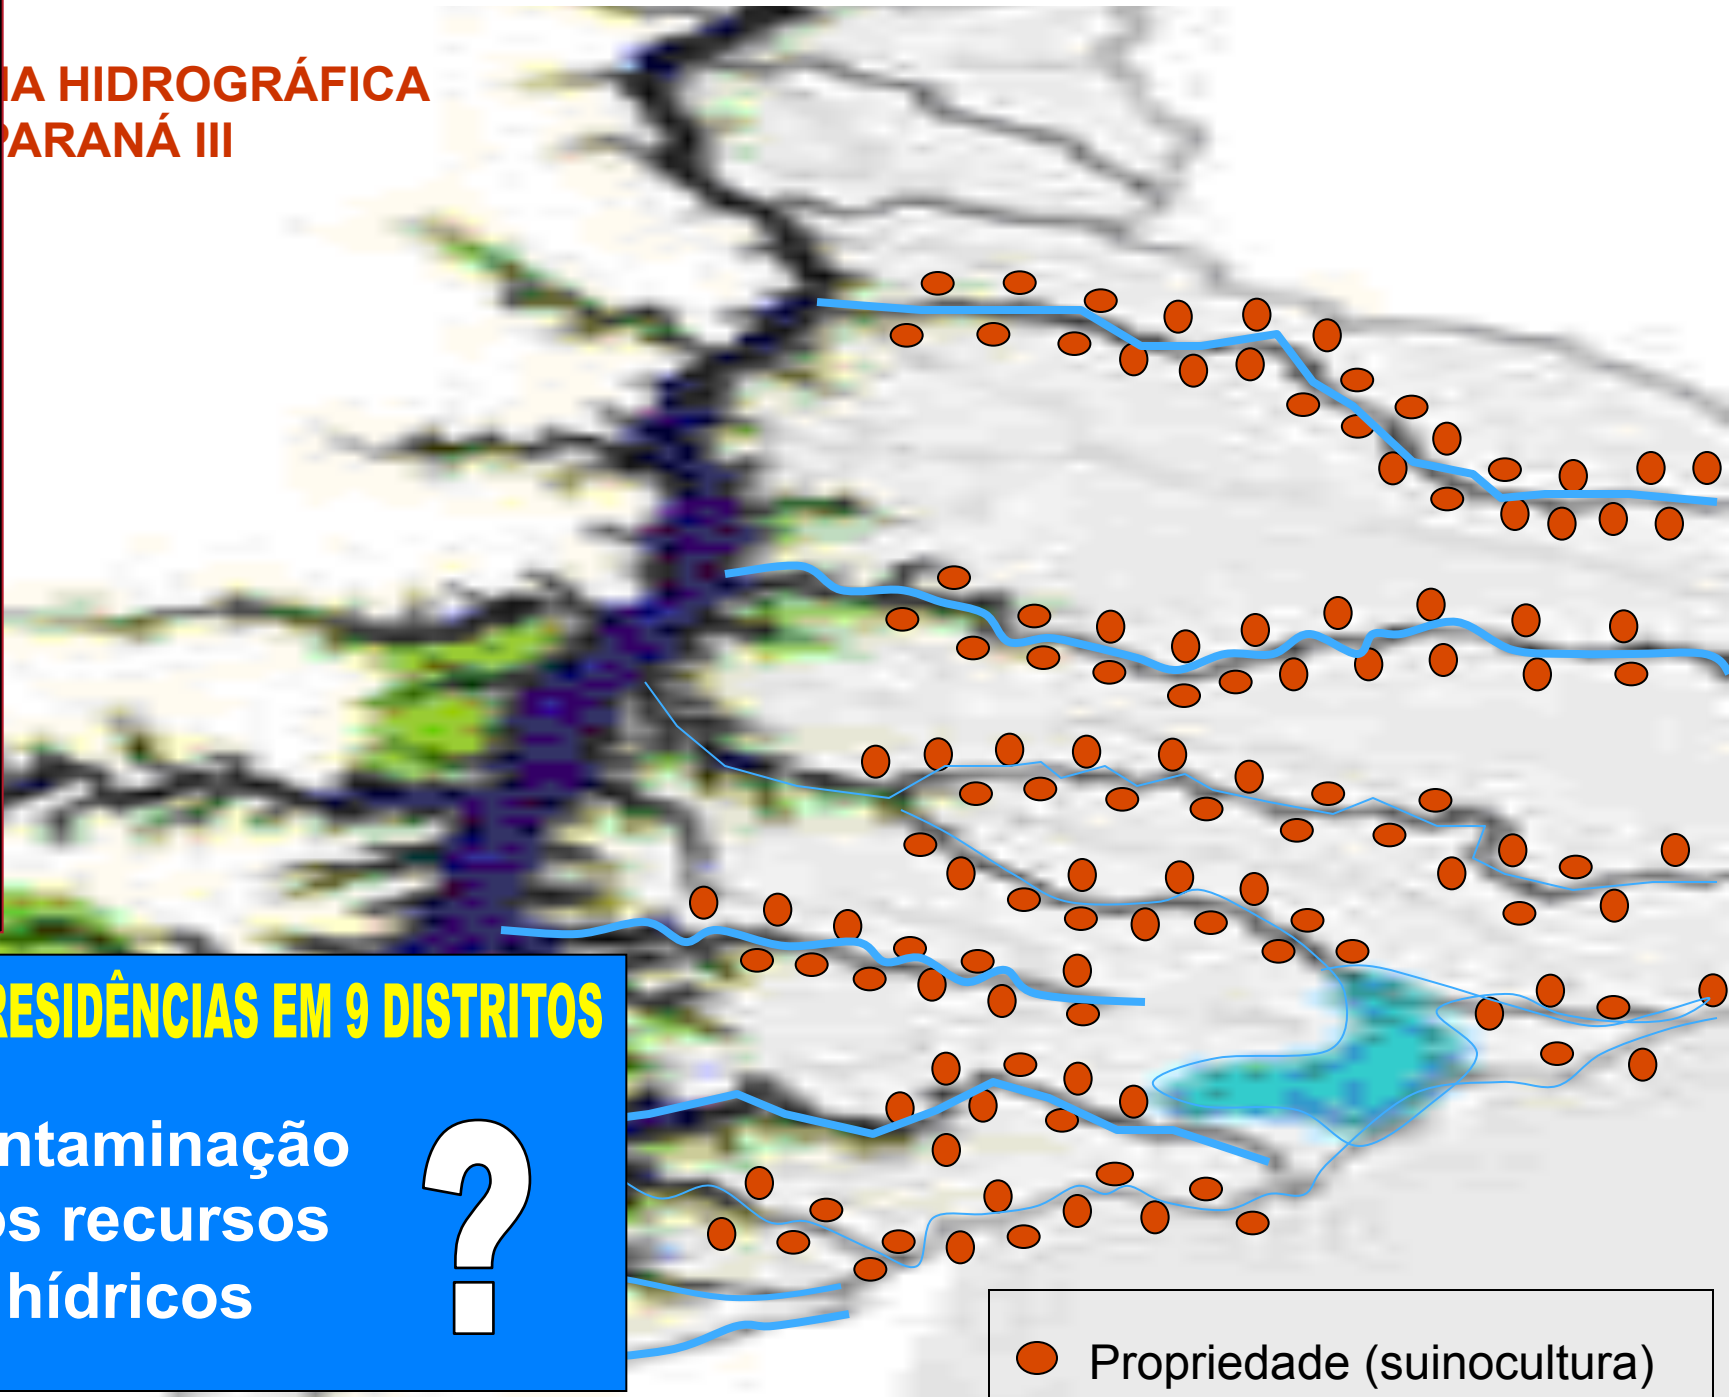 IA HIDROGRÁFICA
PARANÁ III
RESIDÊNCIAS EM 9 DISTRITOS
ntaminação
os recursos
hídricos
?
Propriedade (suinocultura)